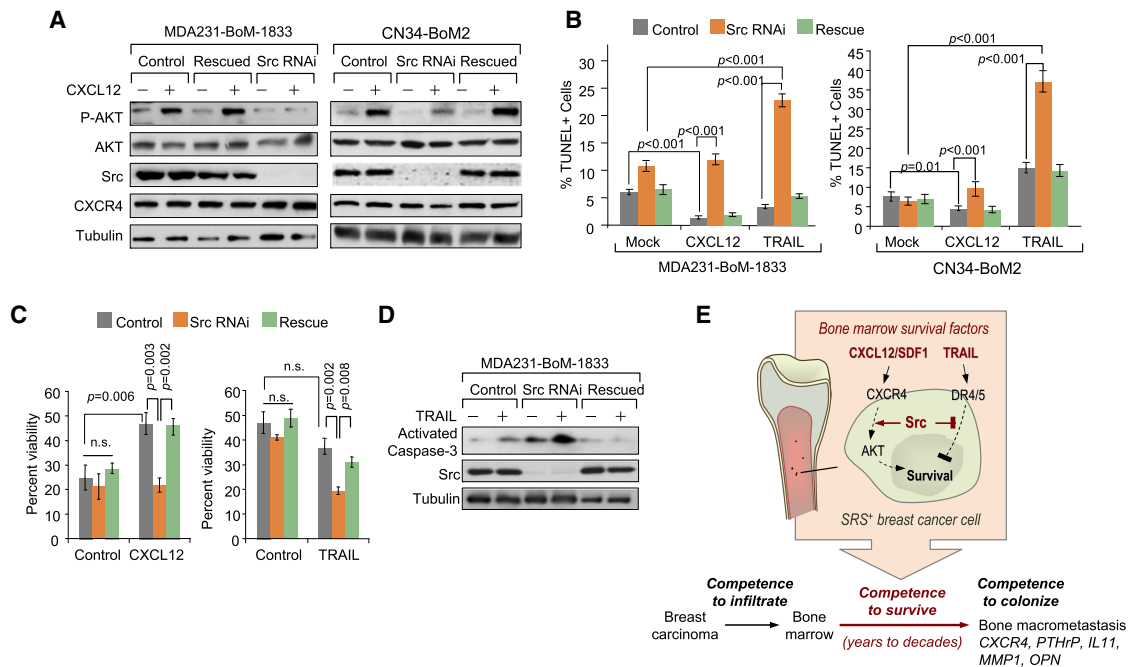 A
MDA231-BoM-1833
CN34-BoM2
Control Rescued Src RNAi
Control Src RNAi Rescued
CXCL12 – + – + – + – + – + – +
P-AKT
AKT
Src
CXCR4
Tubulin
B
Control Src RNAi Rescue
% TUNEL+ Cells
30
25
20
15
10
5
0
p<0.001
p<0.001
p<0.001
p<0.001
Mock CXCL12 TRAIL
MDA231-BoM-1833
% TUNEL+ Cells
45
40
35
30
25
20
15
10
5
0
p<0.001
p<0.001
p<0.001
p=0.01
Mock CXCL12 TRAIL
CN34-BoM2
C
Control Src RNAi Rescue
Percent viability
60
50
40
30
20
10
0
p=0.006
n.s.
p=0.003
p=0.002
Control CXCL12
Percent viability
60
50
40
30
20
10
0
n.s.
n.s.
p=0.002
p=0.008
Control TRAIL
D
MDA231-BoM-1833
Control Src RNAi Rescued
TRAIL – + – + – +
Activated
Caspase-3
Src
Tubulin
E
Bone marrow survival factors
CXCL12/SDF1 TRAIL
CXCR4 DR4/5
Src
AKT
Survival
SRS+ breast cancer cell
Competence
to infiltrate
Competence
to survive
Competence
to colonize
Breast
carcinoma
Bone
marrow
(years to decades)
Bone macrometastasis
CXCR4, PTHrP, IL11,
MMP1, OPN